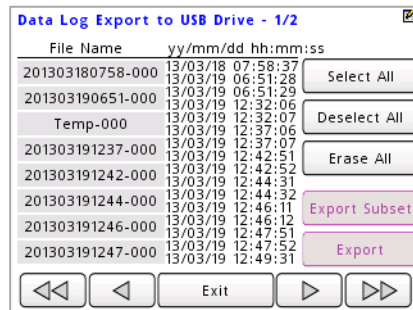 Data Log Export to USB Drive - 1/2
File Name yy/mm/dd hh:mm:ss
201303180758-000 13/03/18 07:58:37
13/03/19 06:51:28
201303190651-000 13/03/19 06:51:29
13/03/19 12:32:06
Temp-000 13/03/19 12:32:07
13/03/19 12:37:06
201303191237-000 13/03/19 12:37:07
13/03/19 12:42:51
201303191242-000 13/03/19 12:42:52
13/03/19 12:44:31
201303191244-000 13/03/19 12:44:32
13/03/19 12:46:11
201303191246-000 13/03/19 12:46:12
13/03/19 12:47:51
201303191247-000 13/03/19 12:47:52
13/03/19 12:49:31
Select All
Deselect All
Erase All
Export Subset
Export
Exit